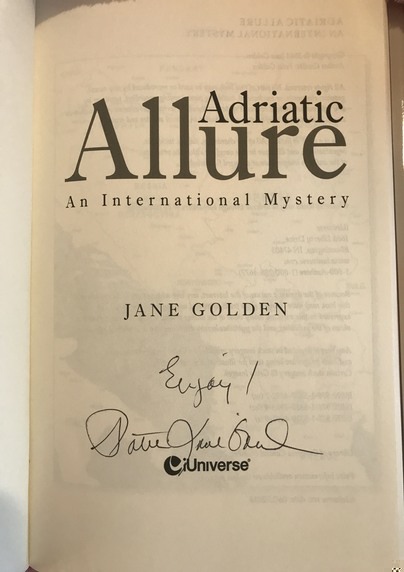 Adriatic
Allure
An International Mystery
JANE GOLDEN
Enjoy!
iUniverse®